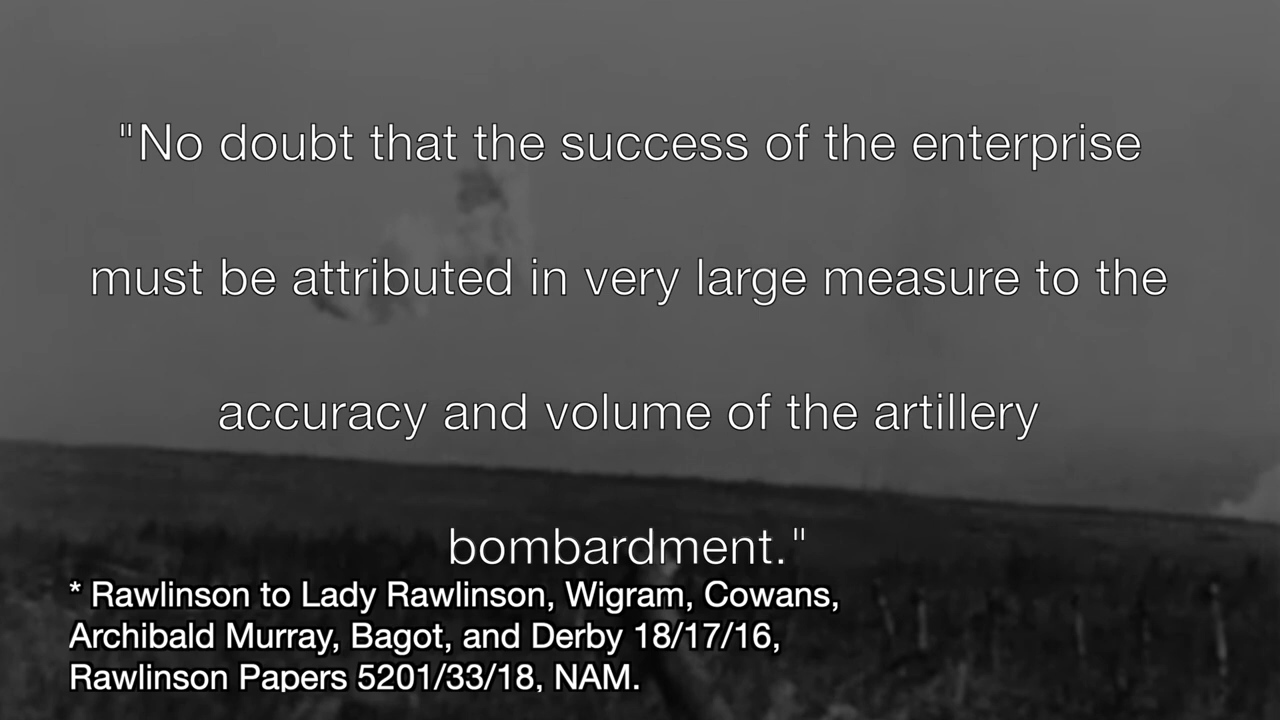 "No doubt that the success of the enterprise
must be attributed in very large measure to the
accuracy and volume of the artillery
bombardment."
* Rawlinson to Lady Rawlinson, Wigram, Cowans,
Archibald Murray, Bagot, and Derby 18/17/16,
Rawlinson Papers 5201/33/18, NAM.